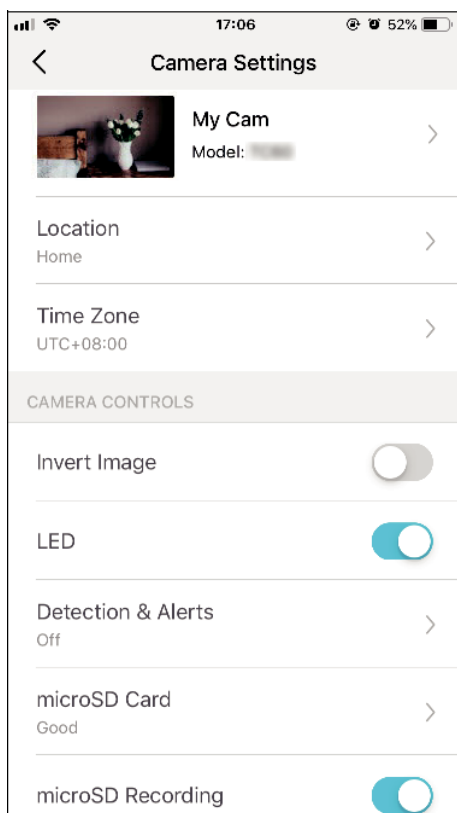 17:06
52%
Camera Settings
My Cam
Model:
Location
Home
Time Zone
UTC+08:00
CAMERA CONTROLS
Invert Image
LED
Detection & Alerts
Off
microSD Card
Good
microSD Recording